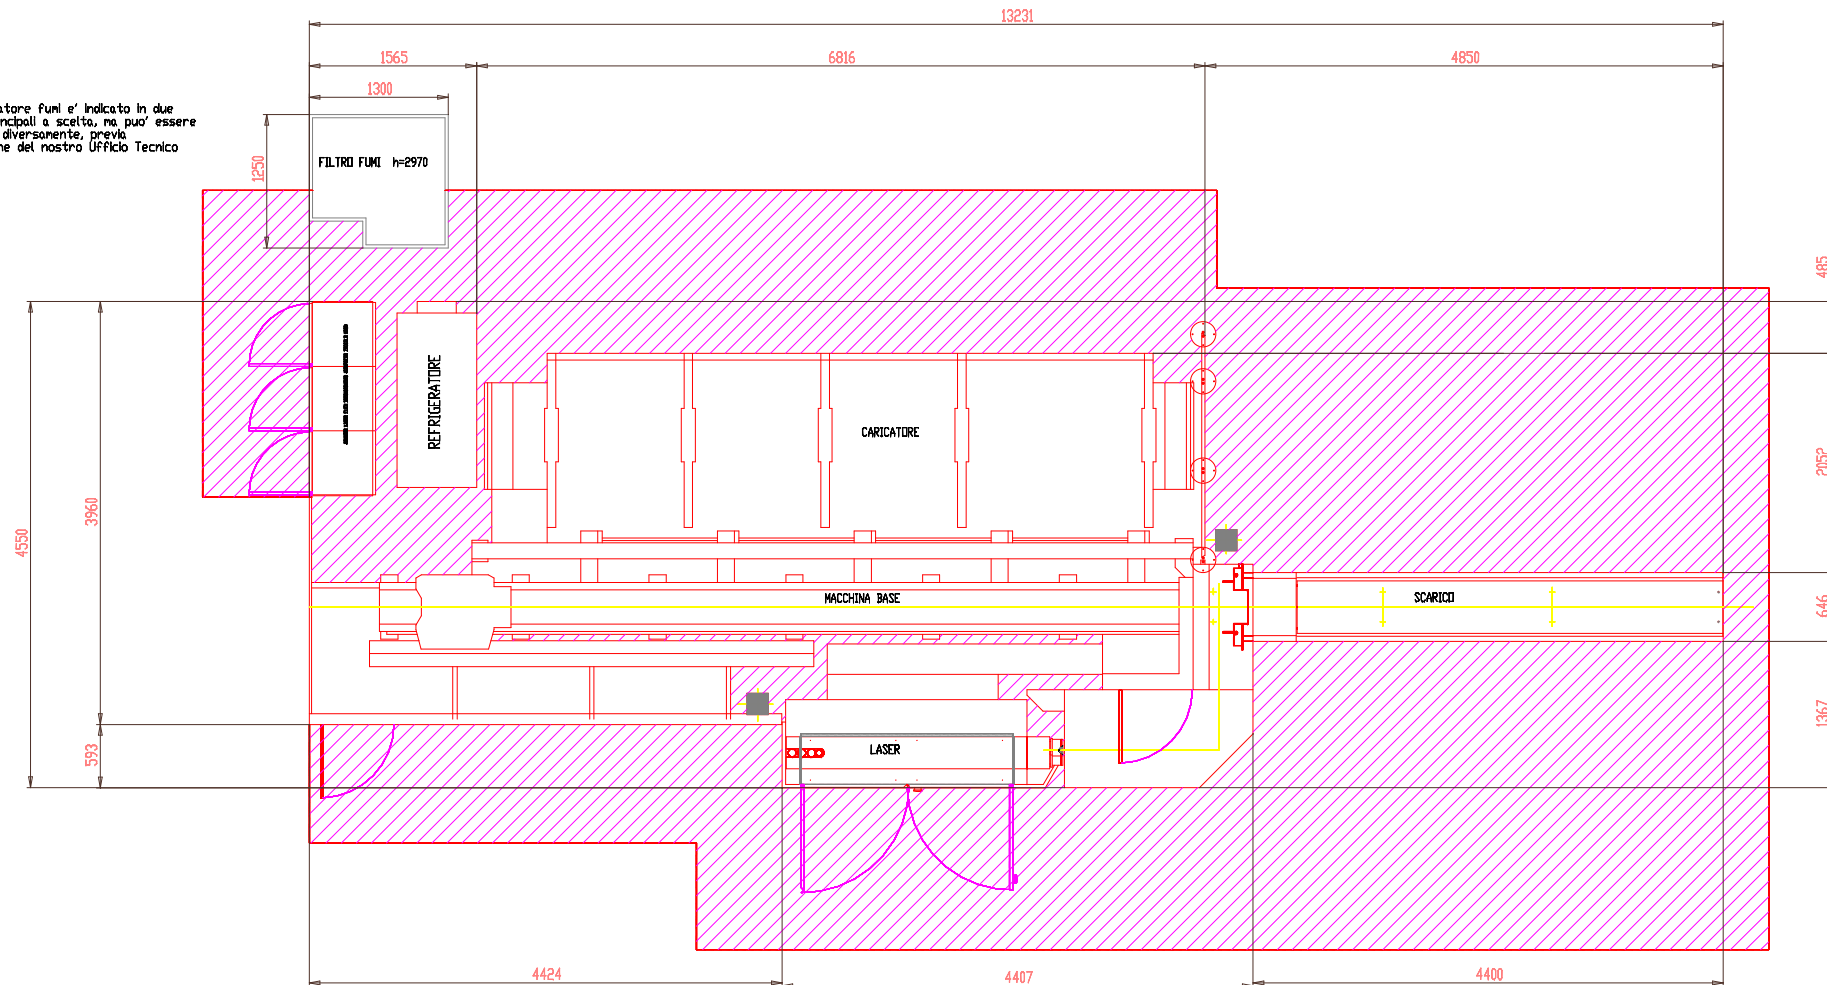 13231
1565
6816
4850
1300
atore fumi e' indicato in due
ncipali a scelta, ma puo' essere
diversamente, previa
ne del nostro Ufficio Tecnico
FILTRO FUMI h=2970
1250
485
REFRIGERATORE
CARICATORE
2052
3960
4550
MACCHINA BASE
SCARICO
646
1367
593
LASER
4424
4407
4400